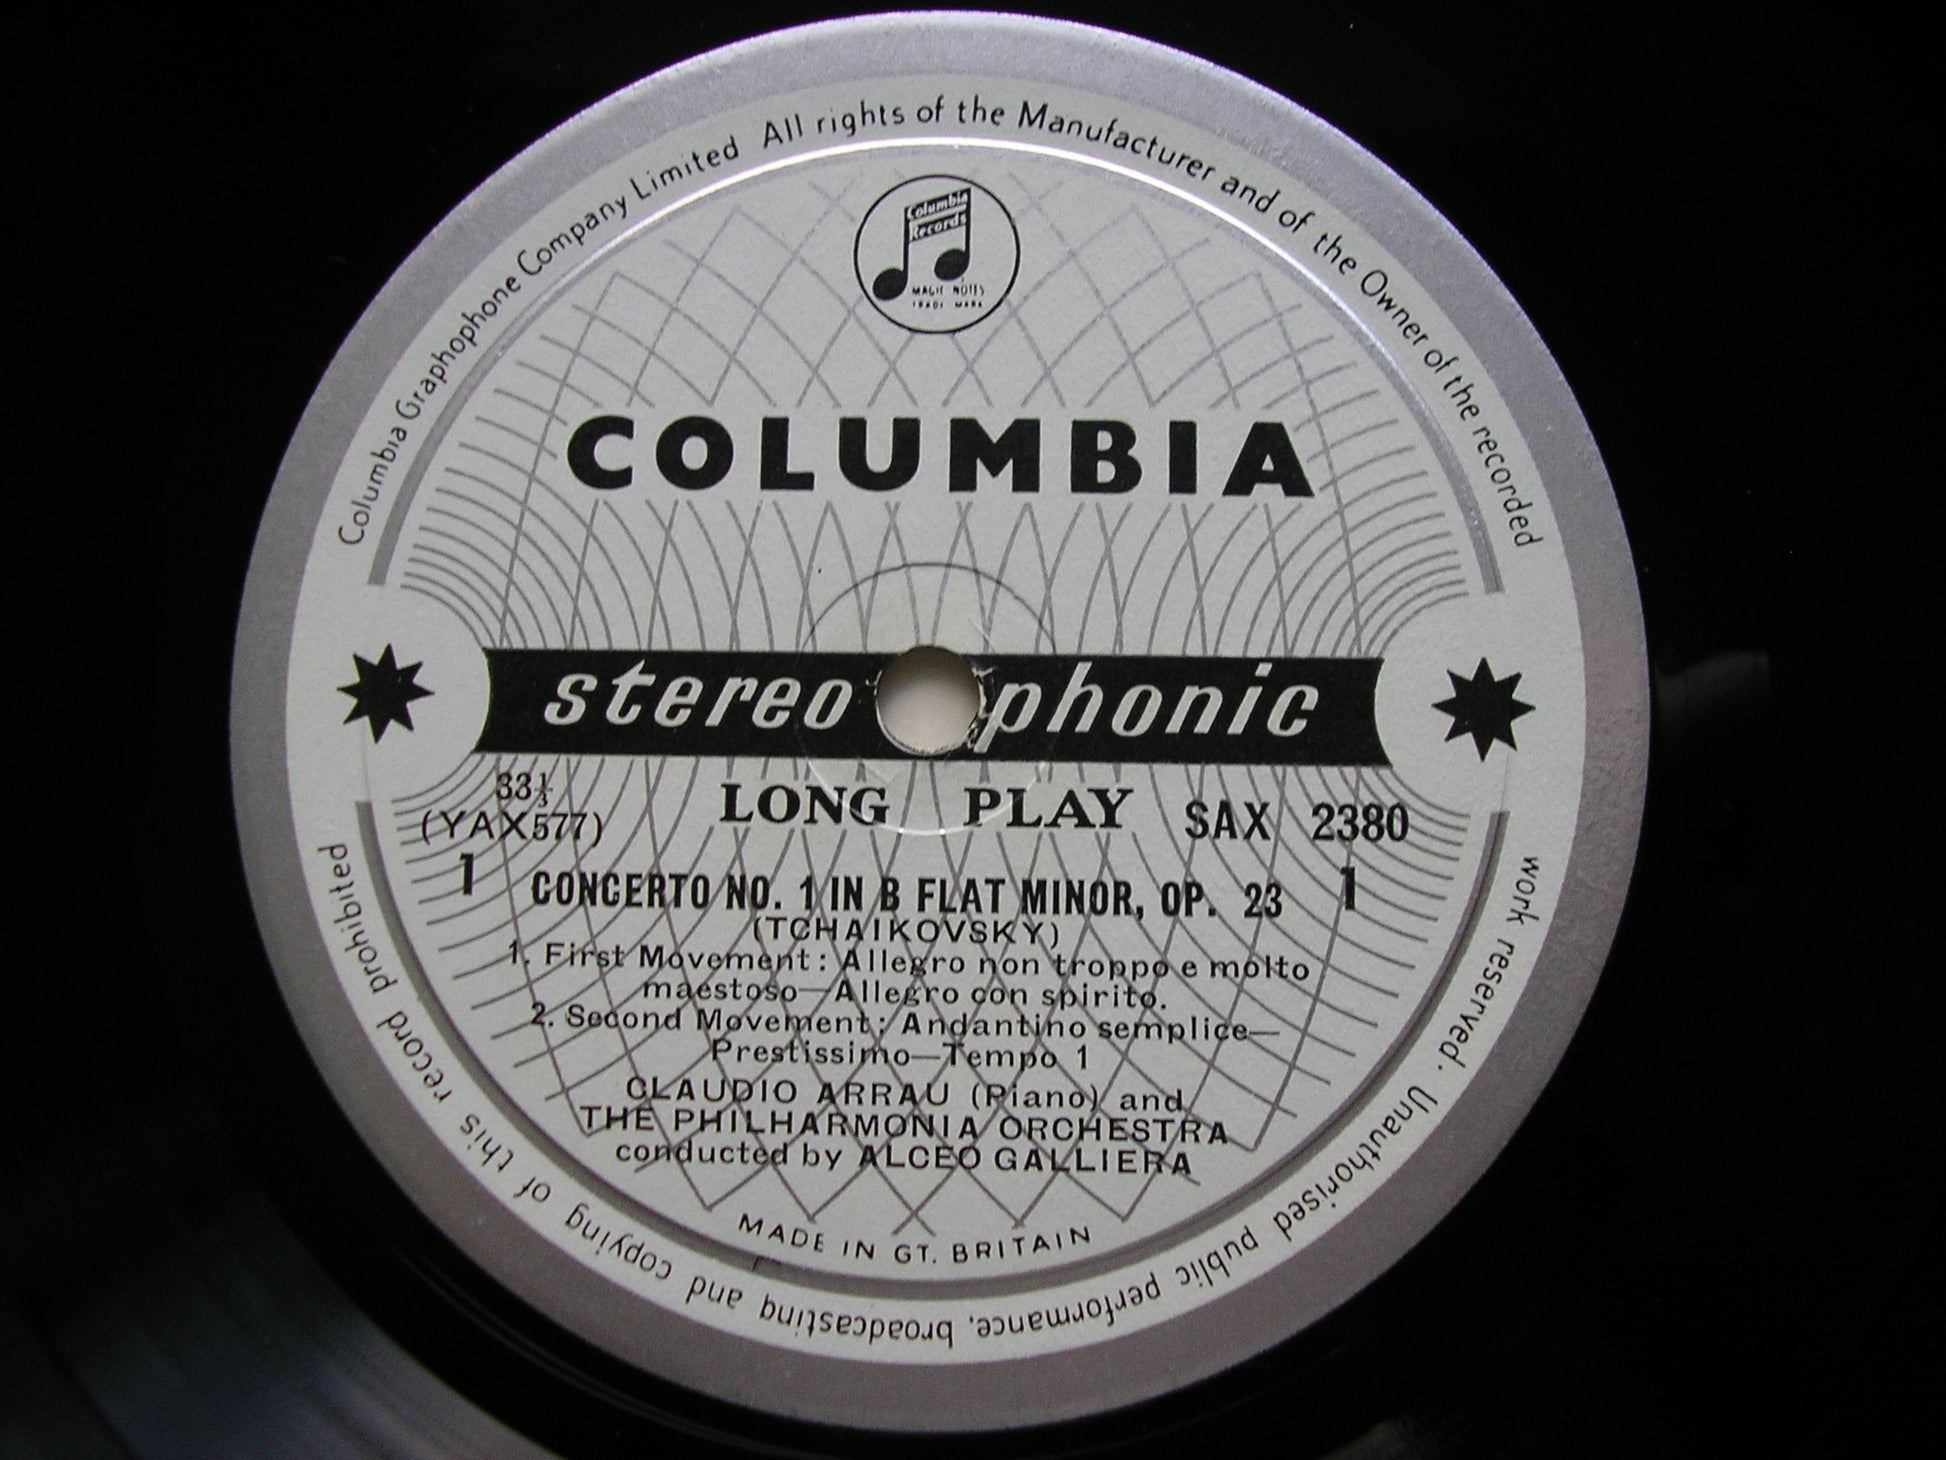 Columbia Graphophone Company Limited All rights of the Manufacturer and of the Owner of the recorded
work reserved. Unauthorised public performance, broadcasting and copying of this record prohibited
Columbia
Records
MAGIC NOTES
TRADE MARK
COLUMBIA
stereophonic
33⅓ LONG PLAY SAX 2380
(YAX577)
1 CONCERTO NO. 1 IN B FLAT MINOR, OP. 23 1
(TCHAIKOVSKY)
1. First Movement: Allegro non troppo e molto
maestoso—Allegro con spirito.
2. Second Movement: Andantino semplice—
Prestissimo—Tempo 1
CLAUDIO ARRAU (Piano) and
THE PHILHARMONIA ORCHESTRA
conducted by ALCEO GALLIERA
MADE IN GT. BRITAIN